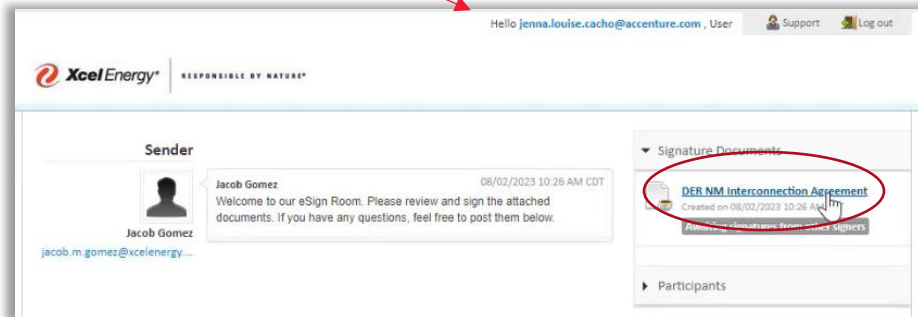 Hello jenna.louise.cacho@accenture.com , User Support Log out
Xcel Energy® RESPONSIBLE BY NATURE®
Sender
Jacob Gomez 08/02/2023 10:26 AM CDT
Welcome to our eSign Room. Please review and sign the attached
documents. If you have any questions, feel free to post them below.
Jacob Gomez
jacob.m.gomez@xcelenergy....
Signature Documents
DER NM Interconnection Agreement
Created on 08/02/2023 10:26 AM
Awaiting signatures from other signers
Participants